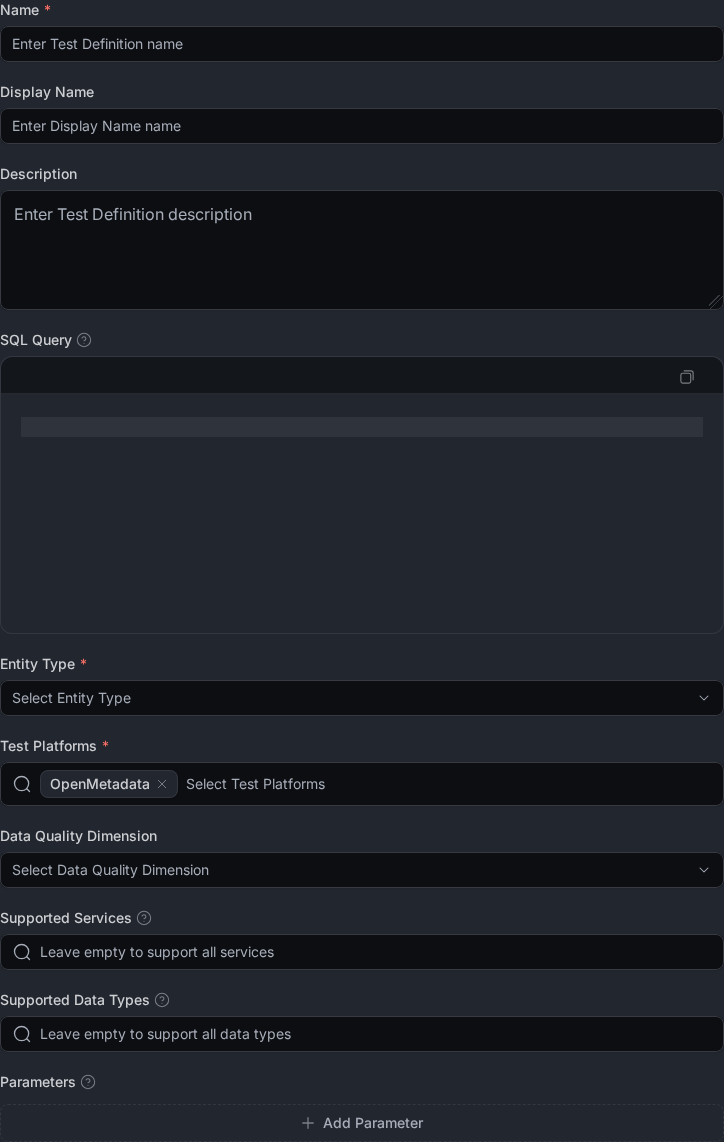 Name *
Enter Test Definition name
Display Name
Enter Display Name name
Description
Enter Test Definition description
SQL Query
Entity Type *
Select Entity Type
Test Platforms *
OpenMetadata Select Test Platforms
Data Quality Dimension
Select Data Quality Dimension
Supported Services
Leave empty to support all services
Supported Data Types
Leave empty to support all data types
Parameters
Add Parameter